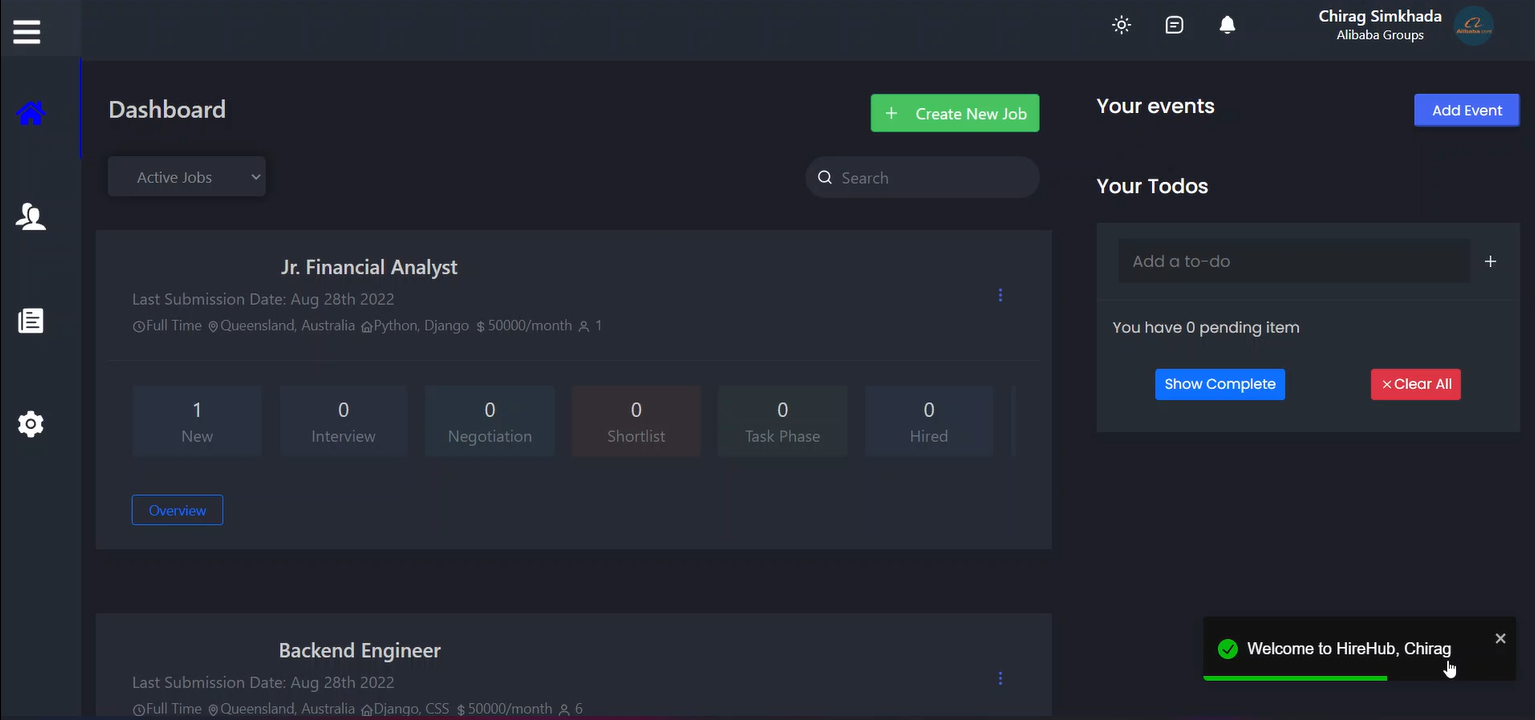 Chirag Simkhada
Alibaba Groups
Dashboard
+ Create New Job
Active Jobs
Search
Jr. Financial Analyst
Last Submission Date: Aug 28th 2022
Full Time Queensland, Australia Python, Django $ 50000/month 1
1
New
0
Interview
0
Negotiation
0
Shortlist
0
Task Phase
0
Hired
Overview
Backend Engineer
Last Submission Date: Aug 28th 2022
Full Time Queensland, Australia Django, CSS $ 50000/month 6
Your events
Add Event
Your Todos
Add a to-do
+
You have 0 pending item
Show Complete
×Clear All
Welcome to HireHub, Chirag
×